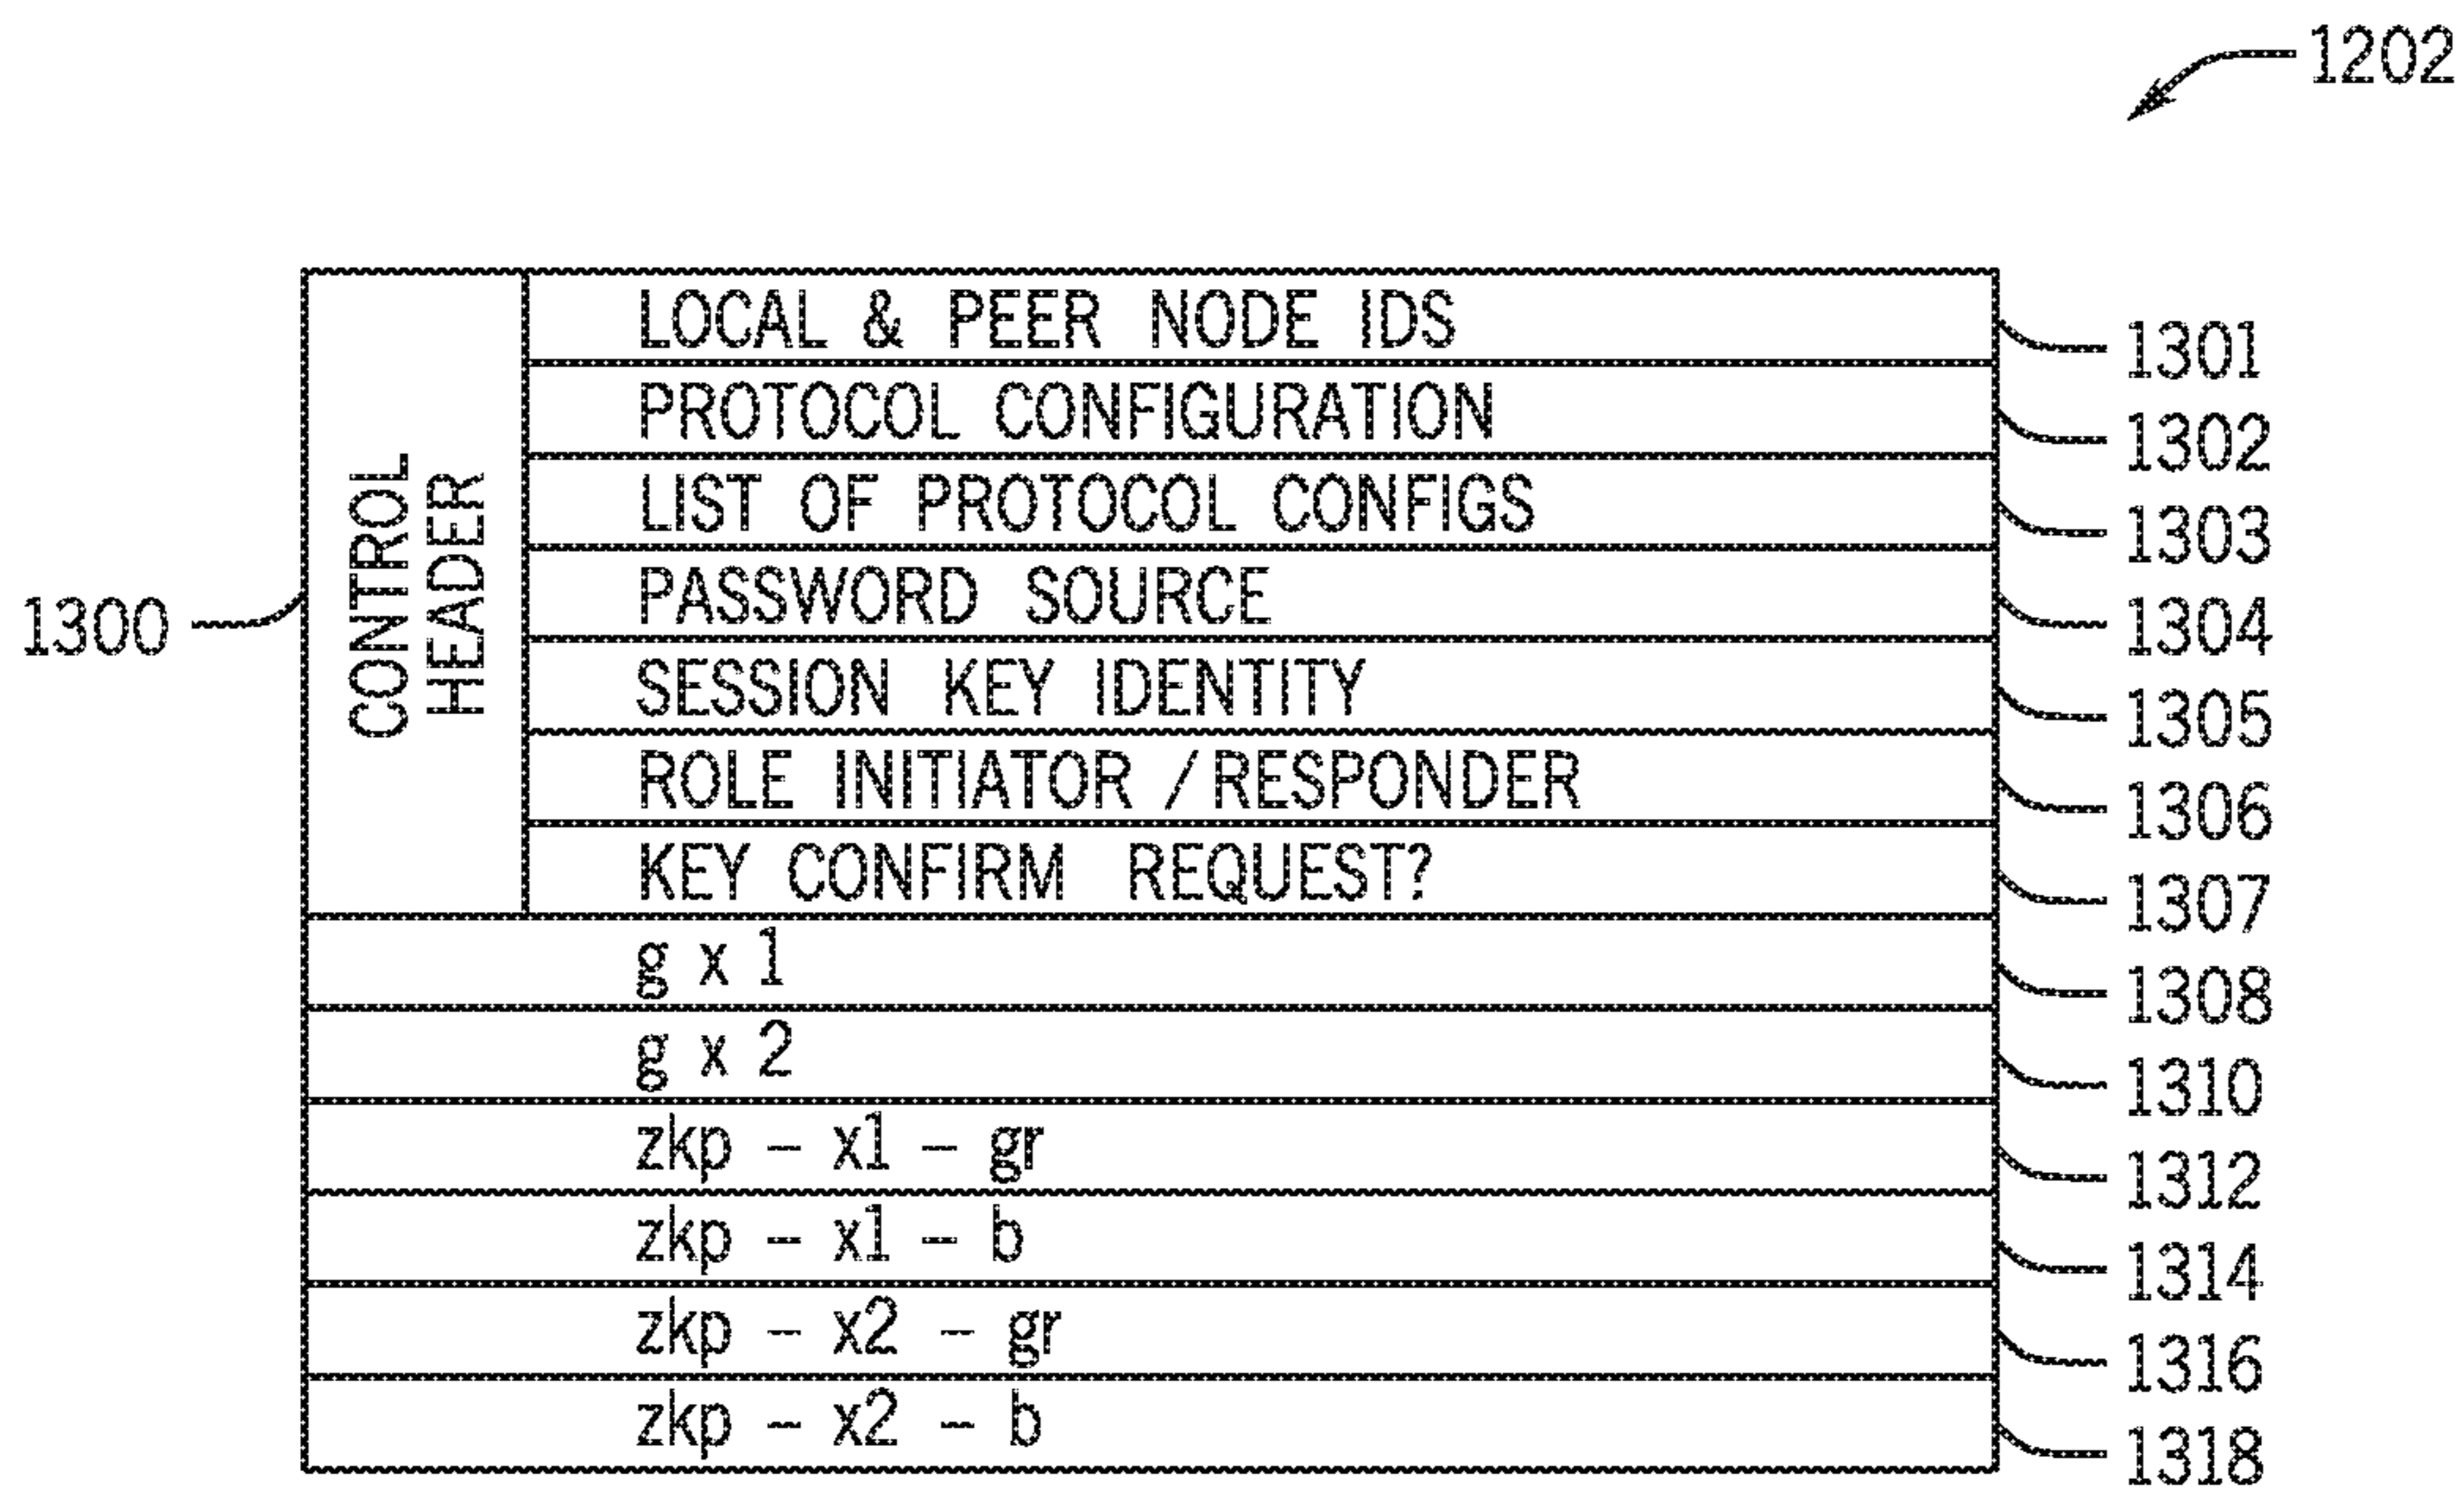 1202
LOCAL & PEER NODE IDS 1301
PROTOCOL CONFIGURATION 1302
LIST OF PROTOCOL CONFIGS 1303
PASSWORD SOURCE 1304
SESSION KEY IDENTITY 1305
ROLE INITIATOR / RESPONDER 1306
KEY CONFIRM REQUEST? 1307
1300
CONTROL
HEADER
g x 1 1308
g x 2 1310
zkp - x1 - gr 1312
zkp - x1 - b 1314
zkp - x2 - gr 1316
zkp - x2 - b 1318